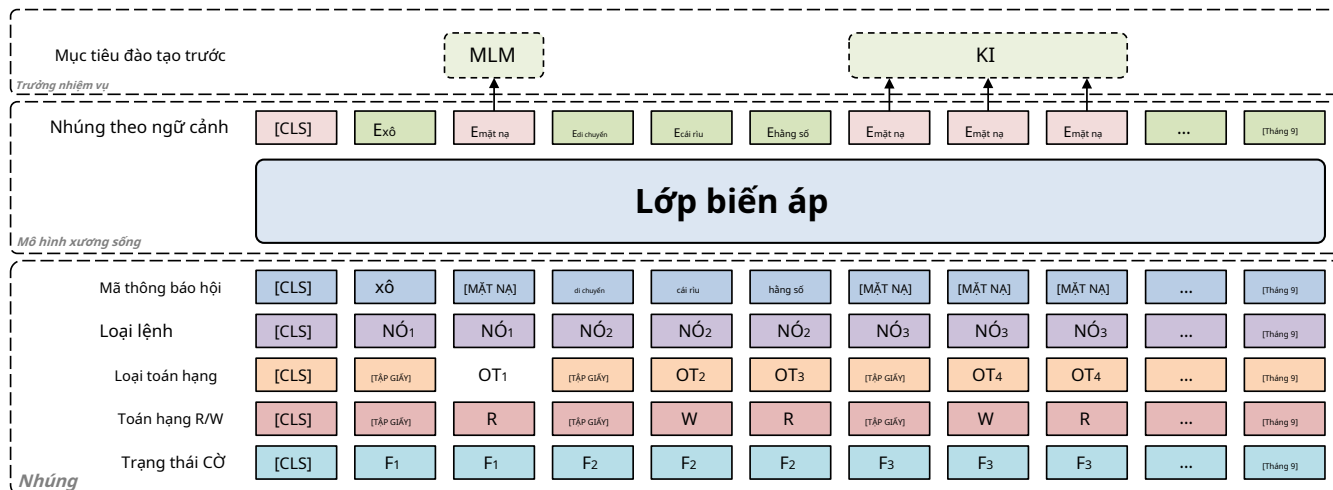 Mục tiêu đào tạo trước MLM KI
Trưởng nhiệm vụ
Nhúng theo ngữ cảnh [CLS] Exô Emặt nạ Edi chuyển Ecái rìu Ehằng số Emặt nạ Emặt nạ Emặt nạ ... [Tháng 9]
Lớp biến áp
Mô hình xương sống
Mã thông báo hội [CLS] xô [MẶT NẠ] di chuyển cái rìu hằng số [MẶT NẠ] [MẶT NẠ] [MẶT NẠ] ... [Tháng 9]
Loại lệnh [CLS] NÓ1 NÓ1 NÓ2 NÓ2 NÓ2 NÓ3 NÓ3 NÓ3 ... [Tháng 9]
Loại toán hạng [CLS] [TẬP GIẤY] OT1 [TẬP GIẤY] OT2 OT3 [TẬP GIẤY] OT4 OT4 ... [Tháng 9]
Toán hạng R/W [CLS] [TẬP GIẤY] R [TẬP GIẤY] W R [TẬP GIẤY] W R ... [Tháng 9]
Trạng thái CỜ [CLS] F1 F1 F2 F2 F2 F3 F3 F3 ... [Tháng 9]
Nhúng